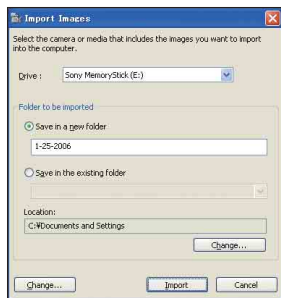 Import Images
Select the camera or media that includes the images you want to import
into the computer.
Drive :
Sony MemoryStick (E:)
Folder to be imported
Save in a new folder
1-25-2006
Save in the existing folder
Location:
C:¥Documents and Settings
Change...
Change...
Import
Cancel